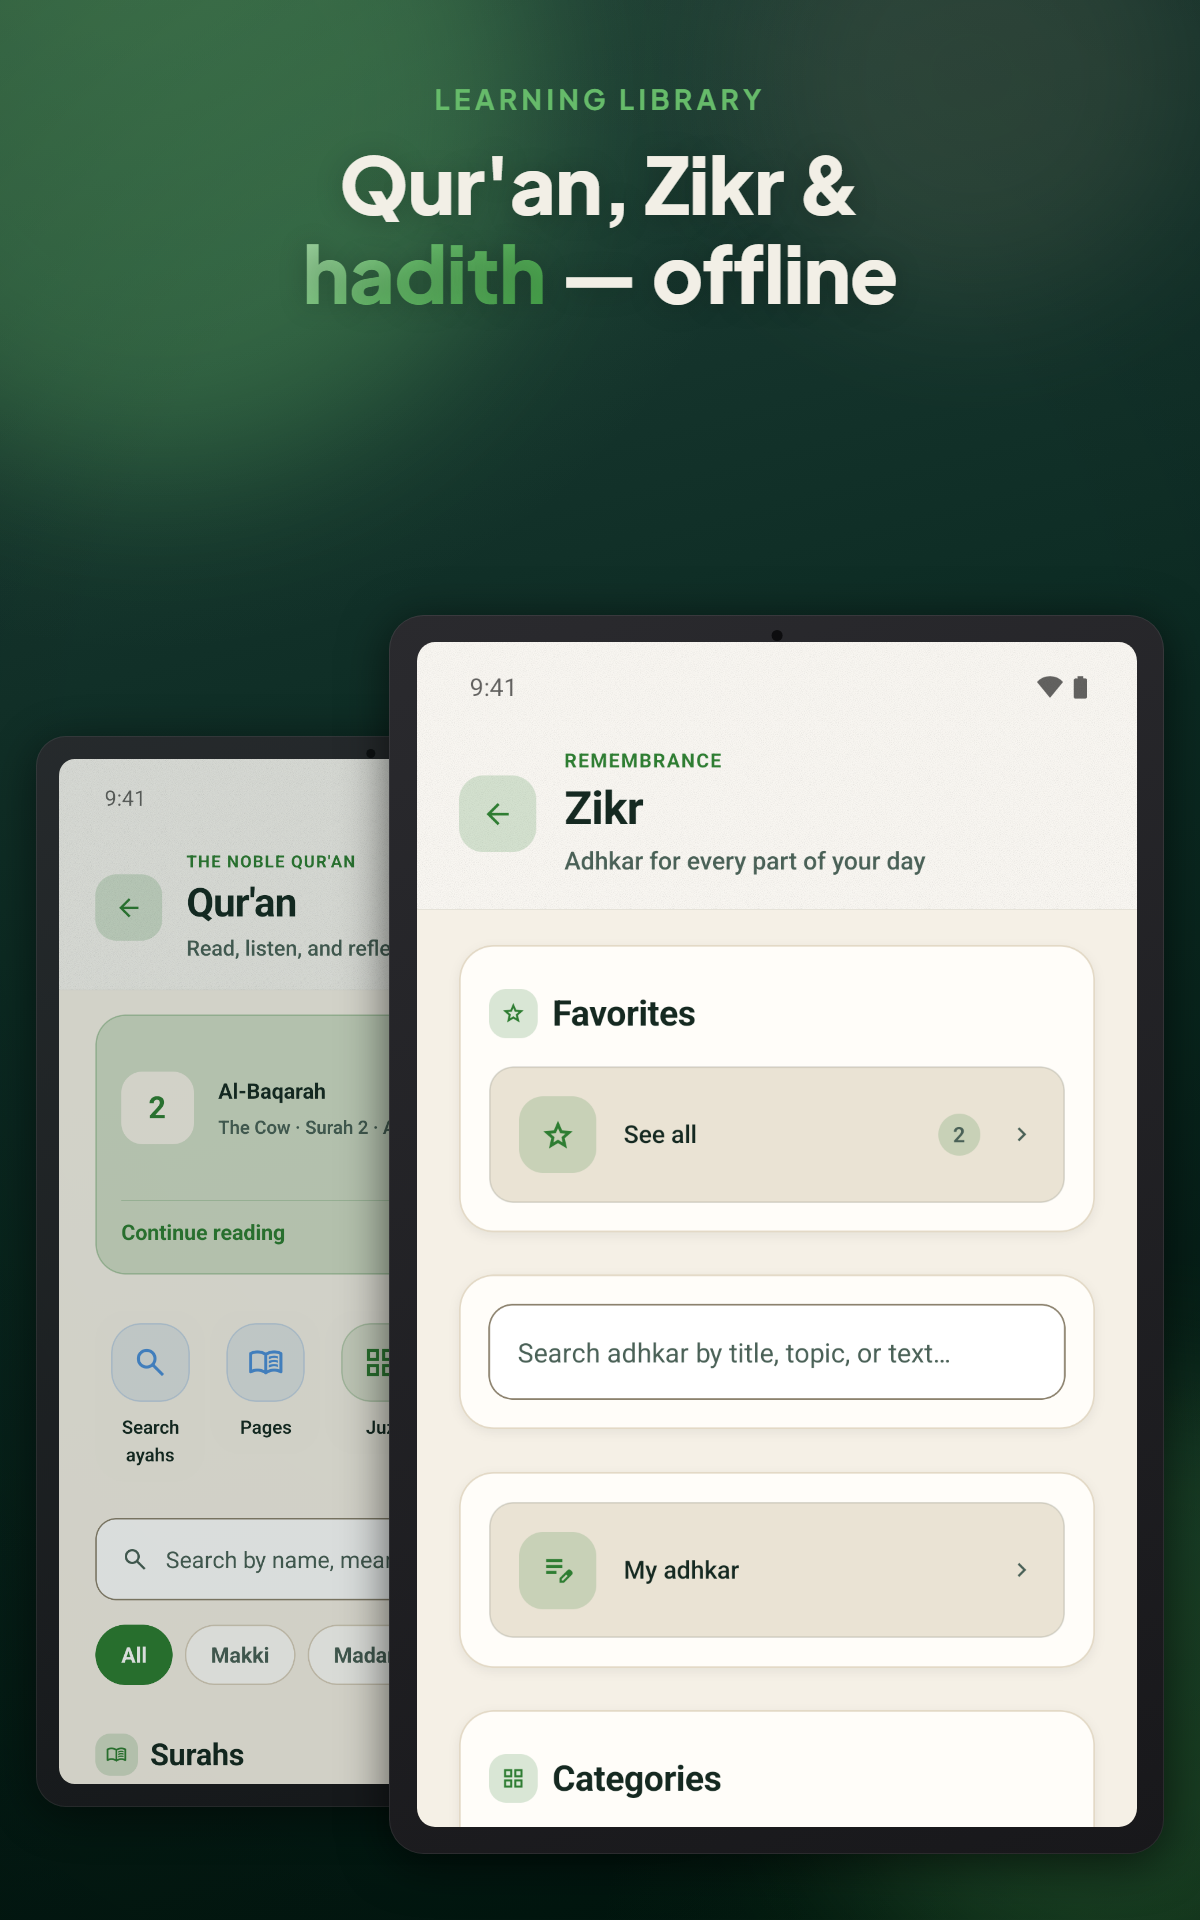 LEARNING LIBRARY
Qur'an, Zikr &
hadith — offline
9:41
THE NOBLE QUR'AN
Qur'an
Read, listen, and
2
Al-Baqarah
The Cow · Surah 2 ·
Continue reading
Search
ayahs
Pages
Search by name,
All
Makki
Surahs
9:41
REMEMBRANCE
Zikr
Adhkar for every part of your day
Favorites
See all
2
Search adhkar by title, topic, or text...
My adhkar
Categories